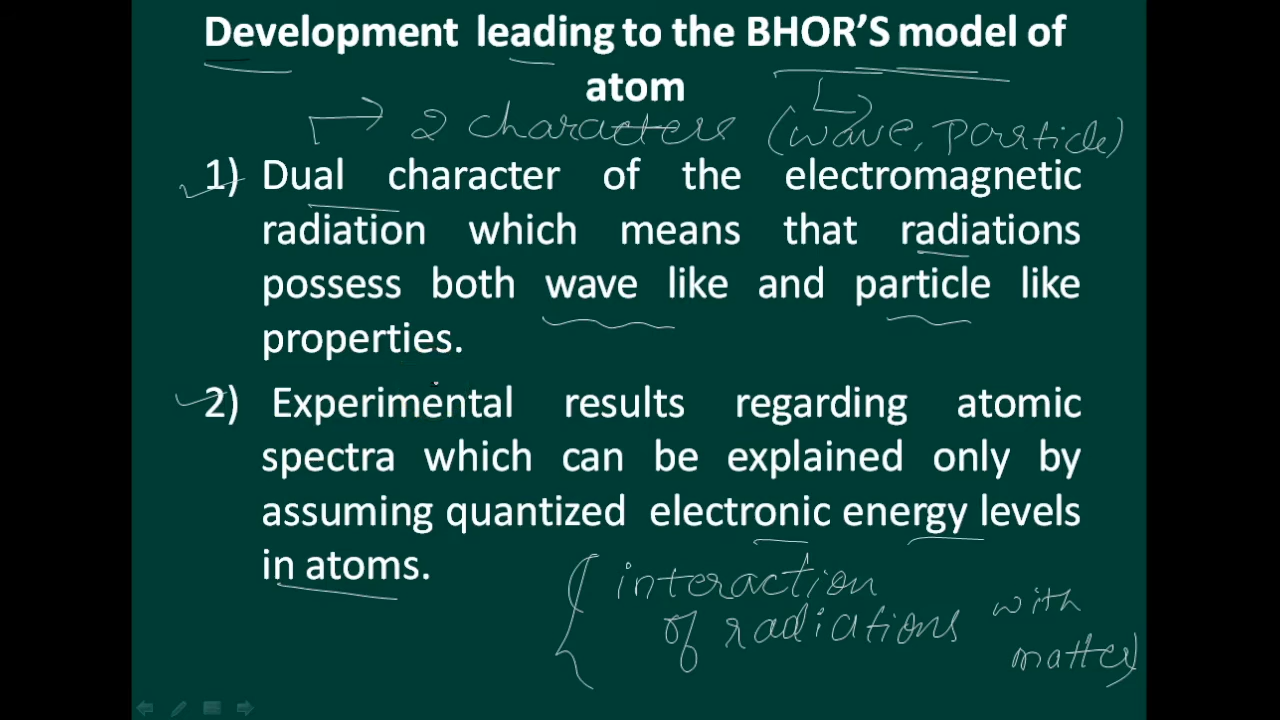 Development leading to the BHOR'S model of
atom
2 characters (wave, particle)
1) Dual character of the electromagnetic
radiation which means that radiations
possess both wave like and particle like
properties.
2) Experimental results regarding atomic
spectra which can be explained only by
assuming quantized electronic energy levels
in atoms.
(interaction
of radiations with
matter)